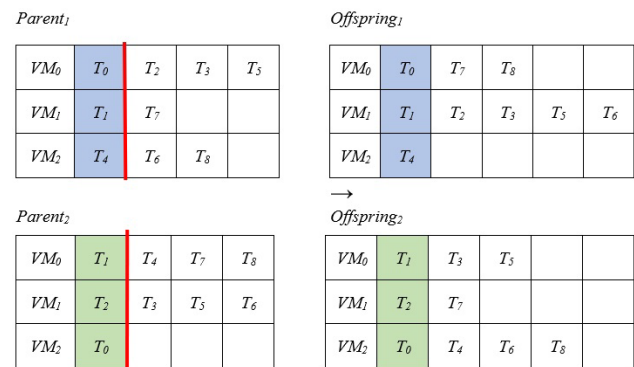 Parent₁ Offspring₁
VM₀ T₀ T₂ T₃ T₅ VM₀ T₀ T₇ T₈
VM₁ T₁ T₇ VM₁ T₁ T₂ T₃ T₅ T₆
VM₂ T₄ T₆ T₈ VM₂ T₄
→
Parent₂ Offspring₂
VM₀ T₁ T₄ T₇ T₈ VM₀ T₁ T₃ T₅
VM₁ T₂ T₃ T₅ T₆ VM₁ T₂ T₇
VM₂ T₀ VM₂ T₀ T₄ T₆ T₈